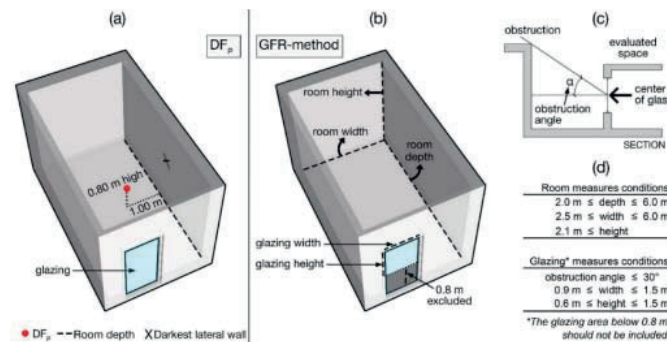 (a)
DFp
0.80 m high
1.00 m
glazing
DFp
Room depth
X Darkest lateral wall
(b)
GFR-method
room height
room width
room depth
glazing width
glazing height
0.8 m
excluded
(c)
obstruction
evaluated
space
α
center
of glas
obstruction
angle
SECTION
(d)
Room measures conditions
2.0 m ≤ depth ≤ 6.0 m
2.5 m ≤ width ≤ 6.0 m
2.1 m ≤ height
Glazing* measures conditions
obstruction angle ≤ 30°
0.9 m ≤ width ≤ 1.5 m
0.6 m ≤ height ≤ 1.5 m
*The glazing area below 0.8 m
should not be included